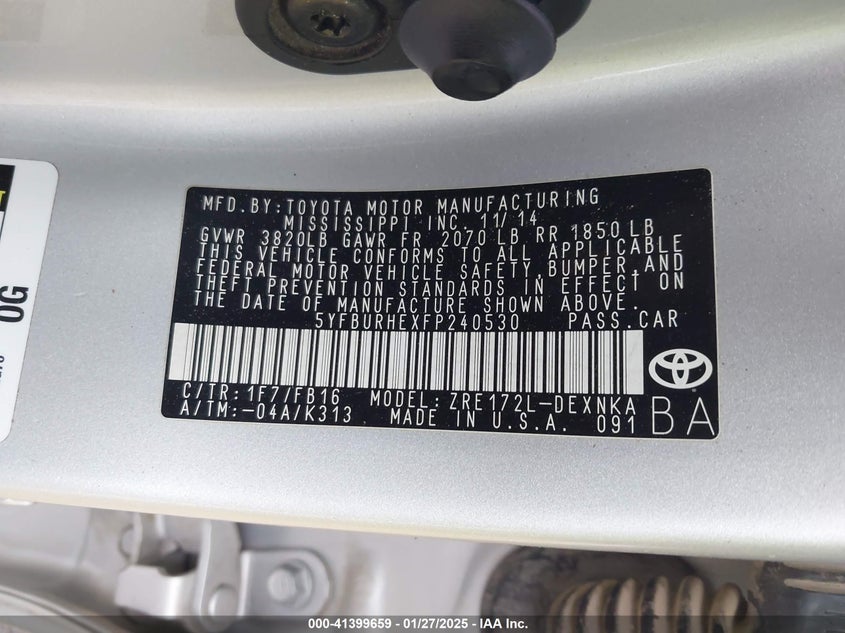 MFD. BY: TOYOTA MOTOR MANUFACTURING
MISSISSIPPI INC. 11/14
GVWR 3820LB GAWR FR 2070 LB RR 1850 LB
THIS VEHICLE CONFORMS TO ALL APPLICABLE
FEDERAL MOTOR VEHICLE SAFETY, BUMPER, AND
THEFT PREVENTION STANDARDS IN EFFECT ON
THE DATE OF MANUFACTURE SHOWN ABOVE.
5YFBURHEXFP240530 PASS.CAR
C/TR: 1F7/FB16 MODEL: ZRE172L-DEXNKA
A/TM: -04A/K313 MADE IN U.S.A. 091
BA
OG
000-41399659 - 01/27/2025 - IAA Inc.